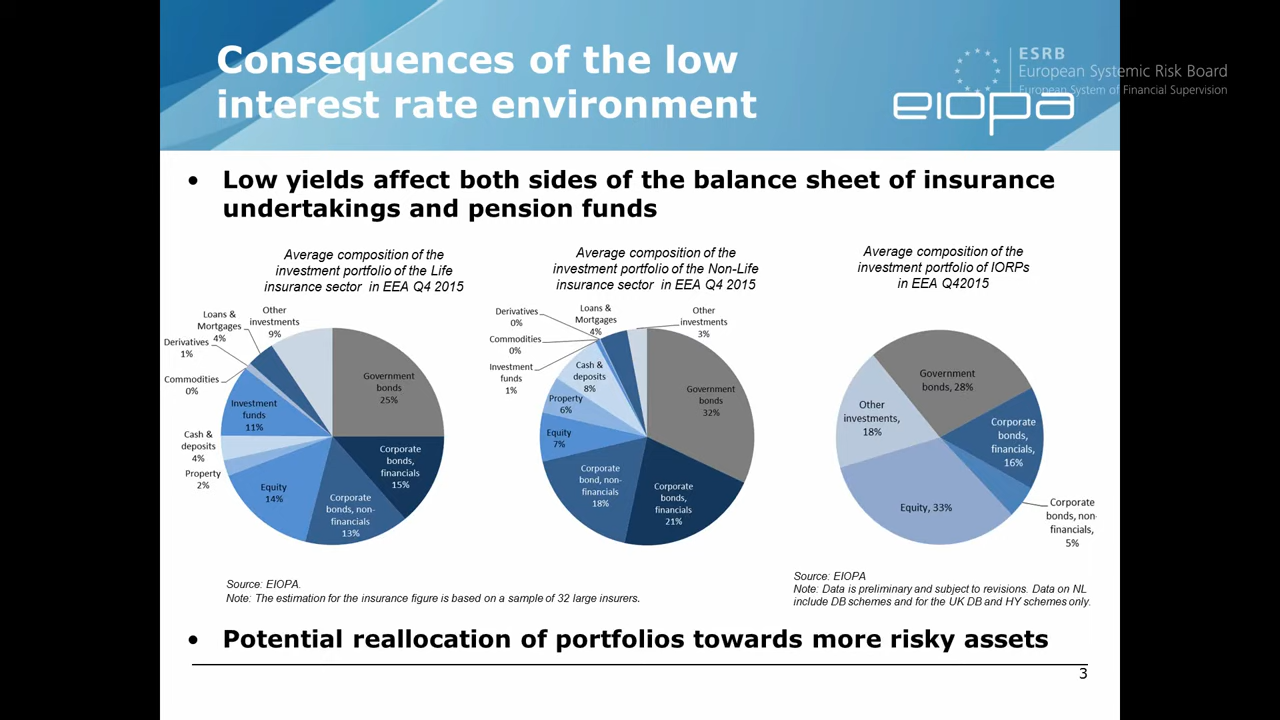 Consequences of the low
interest rate environment
ESRB
European Systemic Risk Board
European System of Financial Supervision
eiopa
• Low yields affect both sides of the balance sheet of insurance
undertakings and pension funds
Average composition of the
investment portfolio of the Life
insurance sector in EEA Q4 2015
Other
investments
9%
Loans &
Mortgages
4%
Derivatives
1%
Commodities
0%
Investment
funds
11%
Cash &
deposits
4%
Property
2%
Equity
14%
Corporate
bonds, non-
financials
13%
Corporate
bonds,
financials
15%
Government
bonds
25%
Average composition of the
investment portfolio of the Non-Life
insurance sector in EEA Q4 2015
Derivatives
0%
Loans &
Mortgages
4%
Other
investments
3%
Commodities
0%
Investment
funds
1%
Cash &
deposits
8%
Property
6%
Equity
7%
Corporate
bond, non-
financials
18%
Corporate
bonds,
financials
21%
Government
bonds
32%
Average composition of the
investment portfolio of IORPs
in EEA Q42015
Government
bonds, 28%
Other
investments,
18%
Corporate
bonds,
financials,
16%
Equity, 33%
Corporate
bonds, non-
financials,
5%
Source: EIOPA.
Note: The estimation for the insurance figure is based on a sample of 32 large insurers.
Source: EIOPA
Note: Data is preliminary and subject to revisions. Data on NL
include DB schemes and for the UK DB and HY schemes only.
• Potential reallocation of portfolios towards more risky assets
3